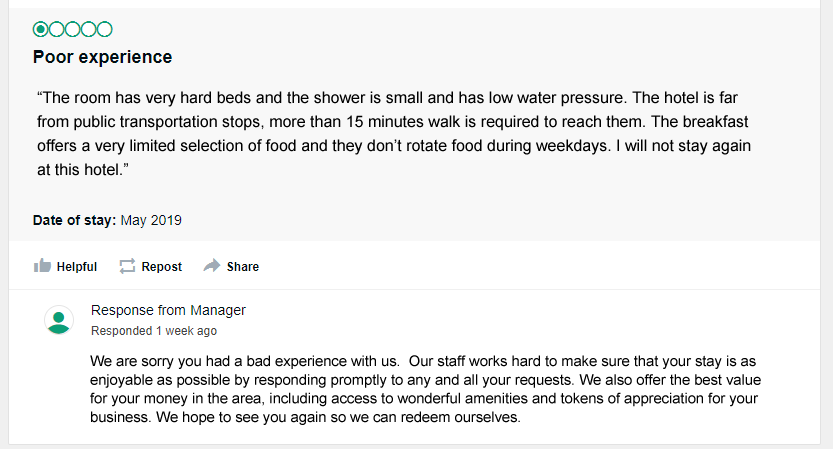 Poor experience
“The room has very hard beds and the shower is small and has low water pressure. The hotel is far
from public transportation stops, more than 15 minutes walk is required to reach them. The breakfast
offers a very limited selection of food and they don’t rotate food during weekdays. I will not stay again
at this hotel.”
Date of stay: May 2019
Helpful Repost Share
Response from Manager
Responded 1 week ago
We are sorry you had a bad experience with us.  Our staff works hard to make sure that your stay is as
enjoyable as possible by responding promptly to any and all your requests. We also offer the best value
for your money in the area, including access to wonderful amenities and tokens of appreciation for your
business. We hope to see you again so we can redeem ourselves.